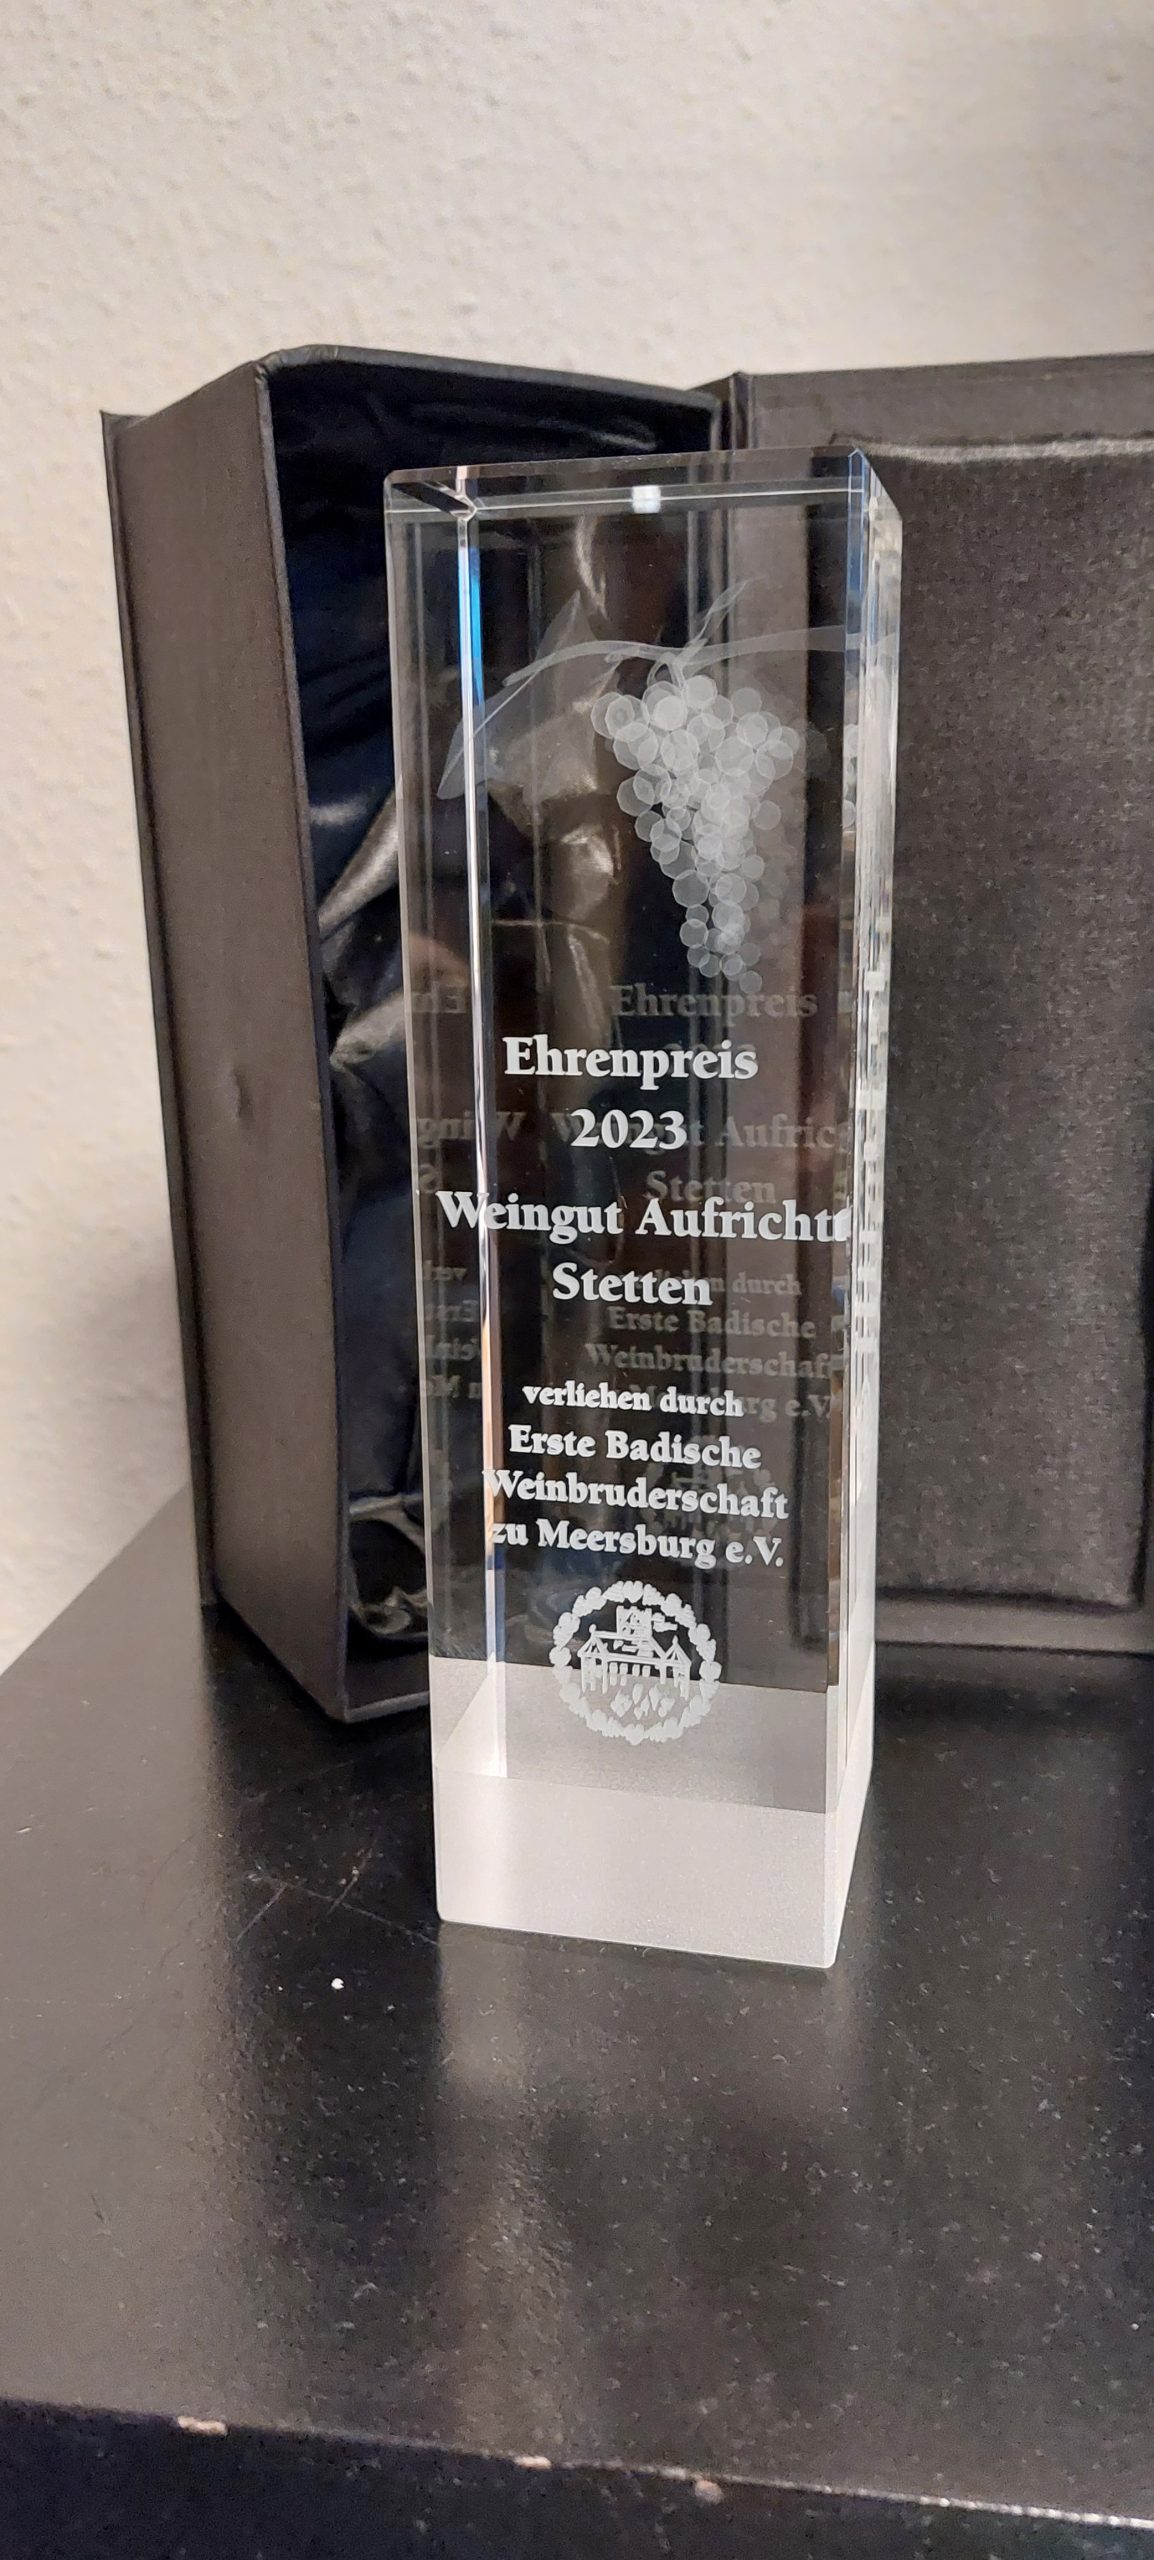 Ehrenpreis
2023
Weingut Aufricht
Stetten
verliehen durch
Erste Badische
Weinbruderschaft
zu Meersburg e.V.